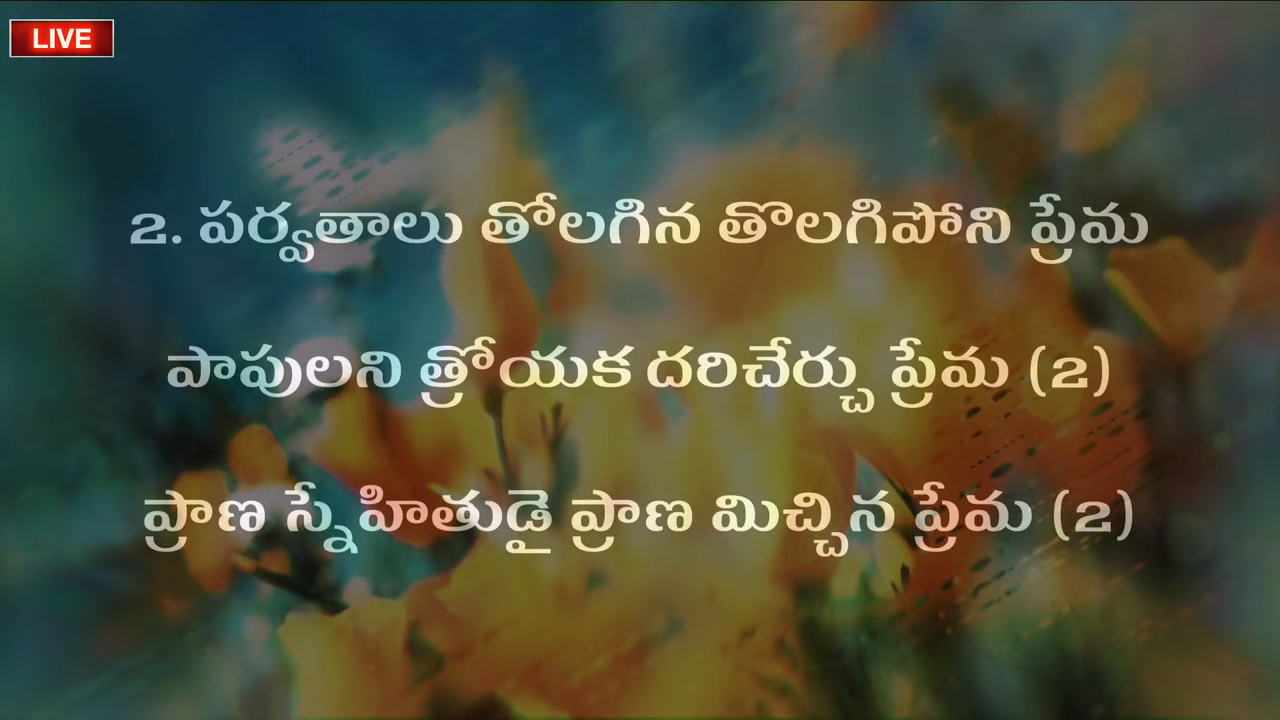 LIVE
2. పర్వతాలు తోలగిన తొలగిపోని ప్రేమ
పాపులని త్రోయక దరిచేర్చు ప్రేమ (2)
ప్రాణ స్నేహితుడై ప్రాణ మిచ్చిన ప్రేమ (2)